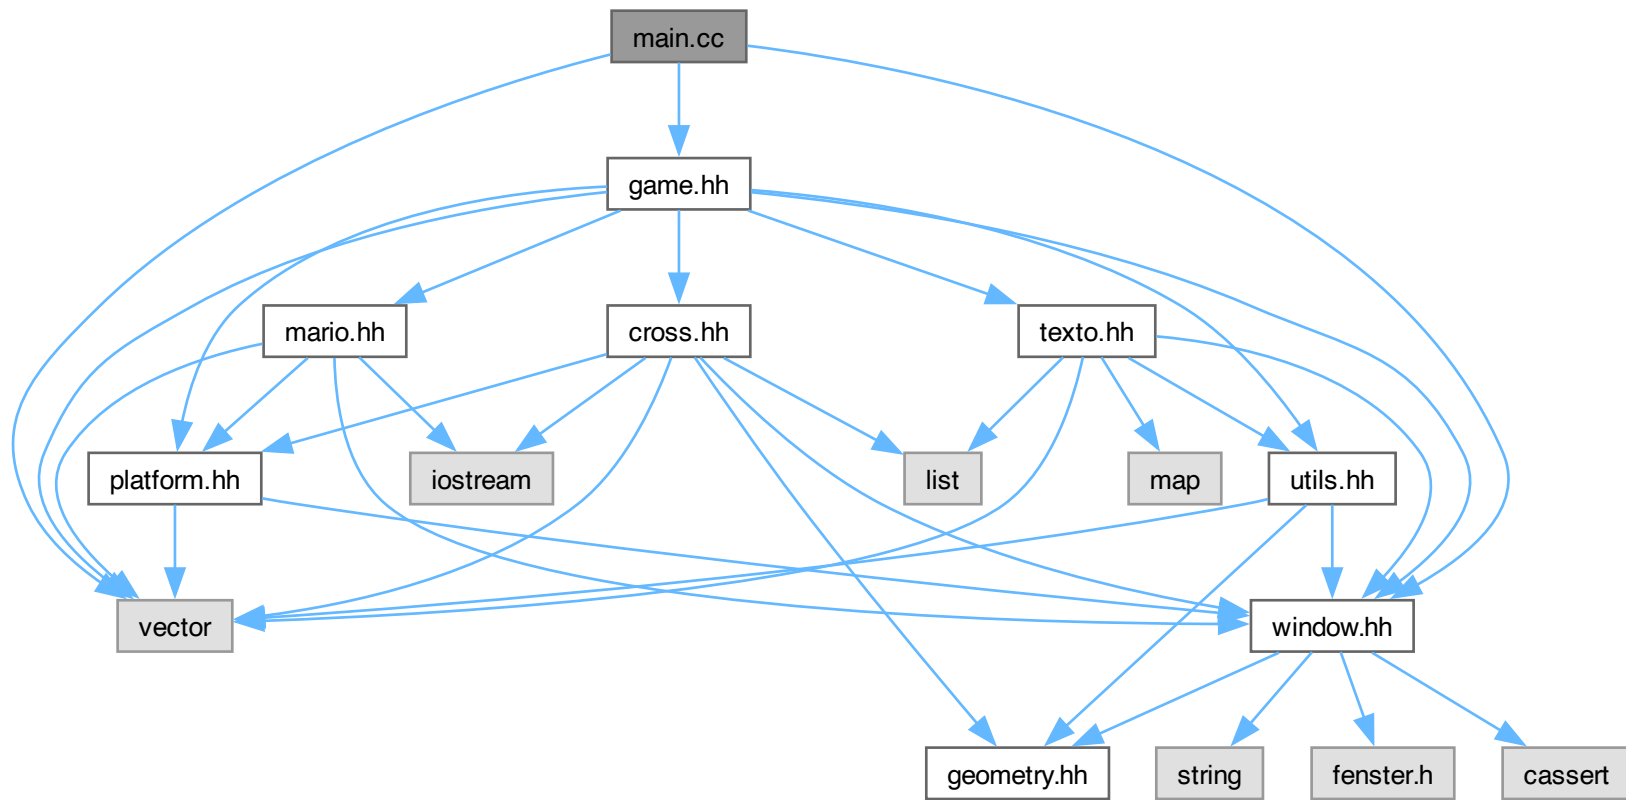 main.cc
game.hh
mario.hh
cross.hh
texto.hh
platform.hh
iostream
list
map
utils.hh
vector
window.hh
geometry.hh
string
fenster.h
cassert